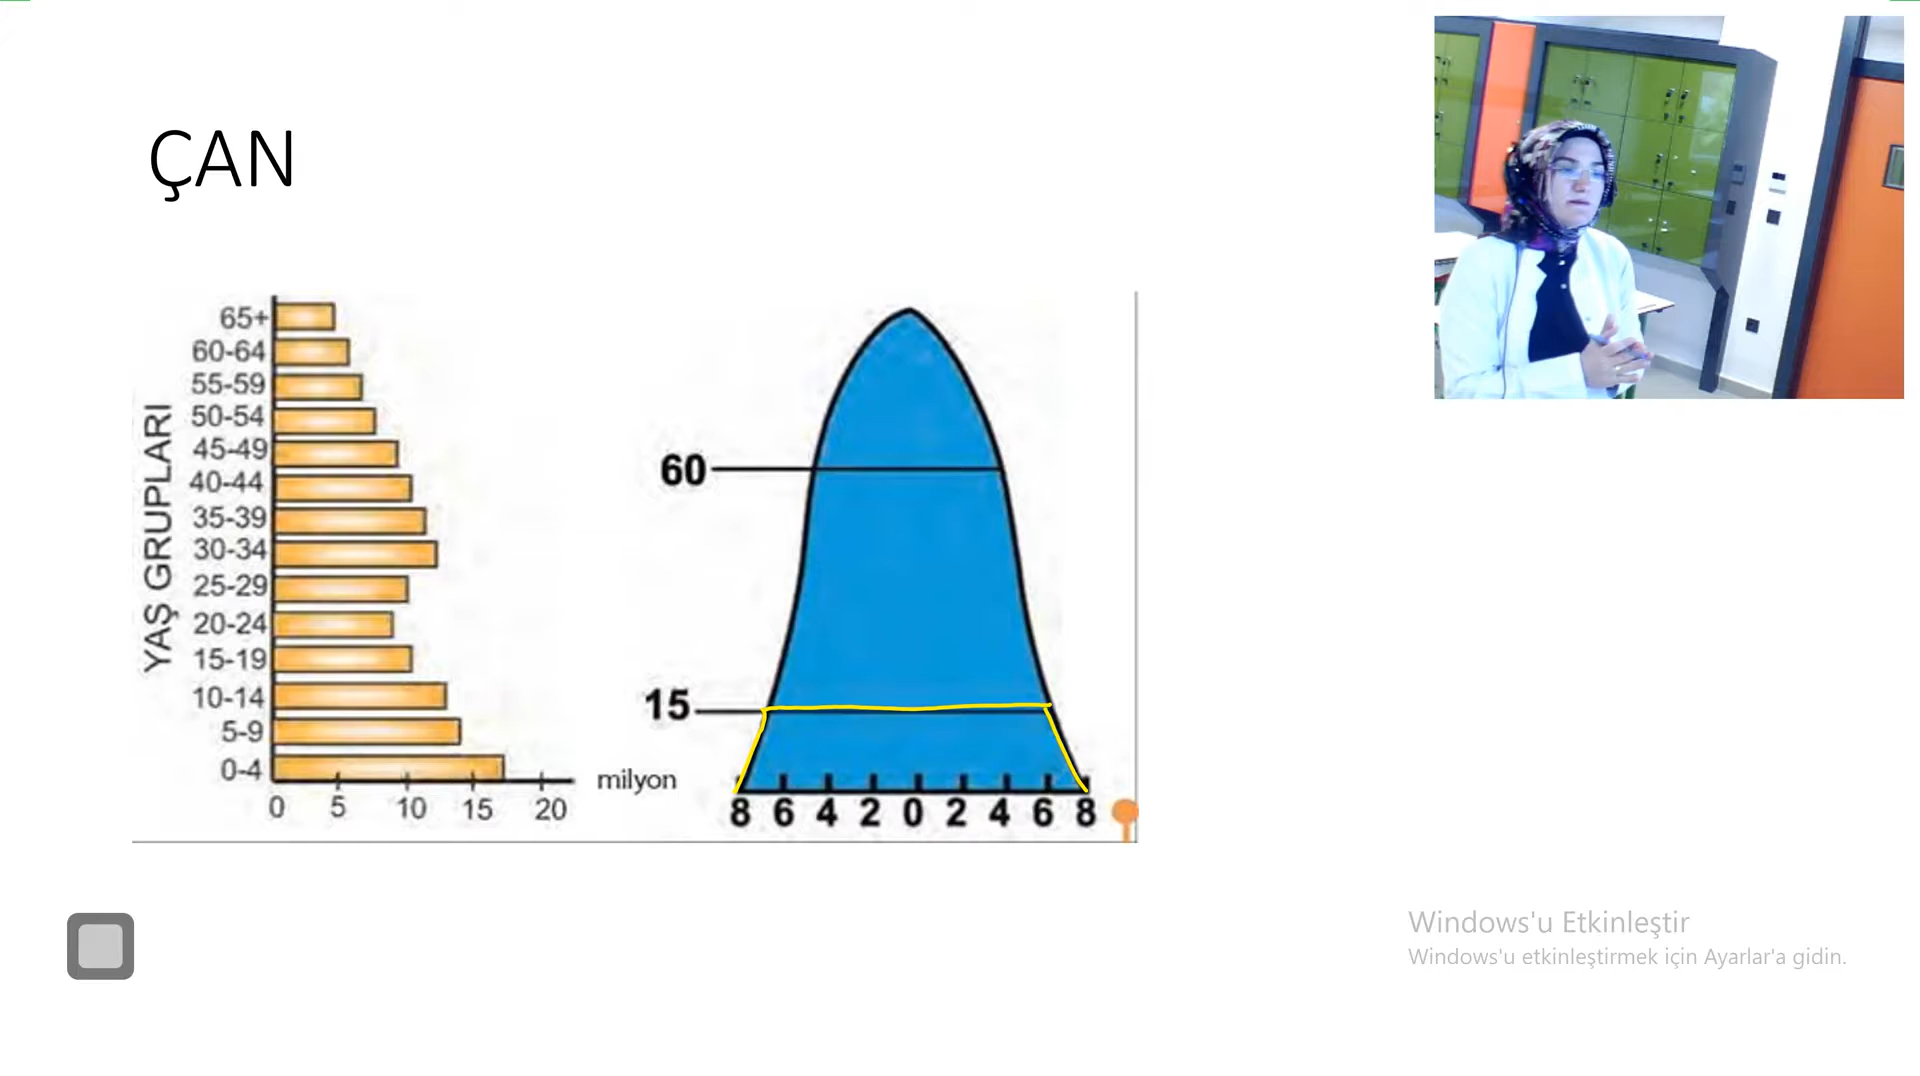 ÇAN
YAŞ GRUPLARI
65+
60-64
55-59
50-54
45-49
40-44
35-39
30-34
25-29
20-24
15-19
10-14
5-9
0-4
0 5 10 15 20
milyon
60
15
8 6 4 2 0 2 4 6 8
Windows'u Etkinleştir
Windows'u etkinleştirmek için Ayarlar'a gidin.